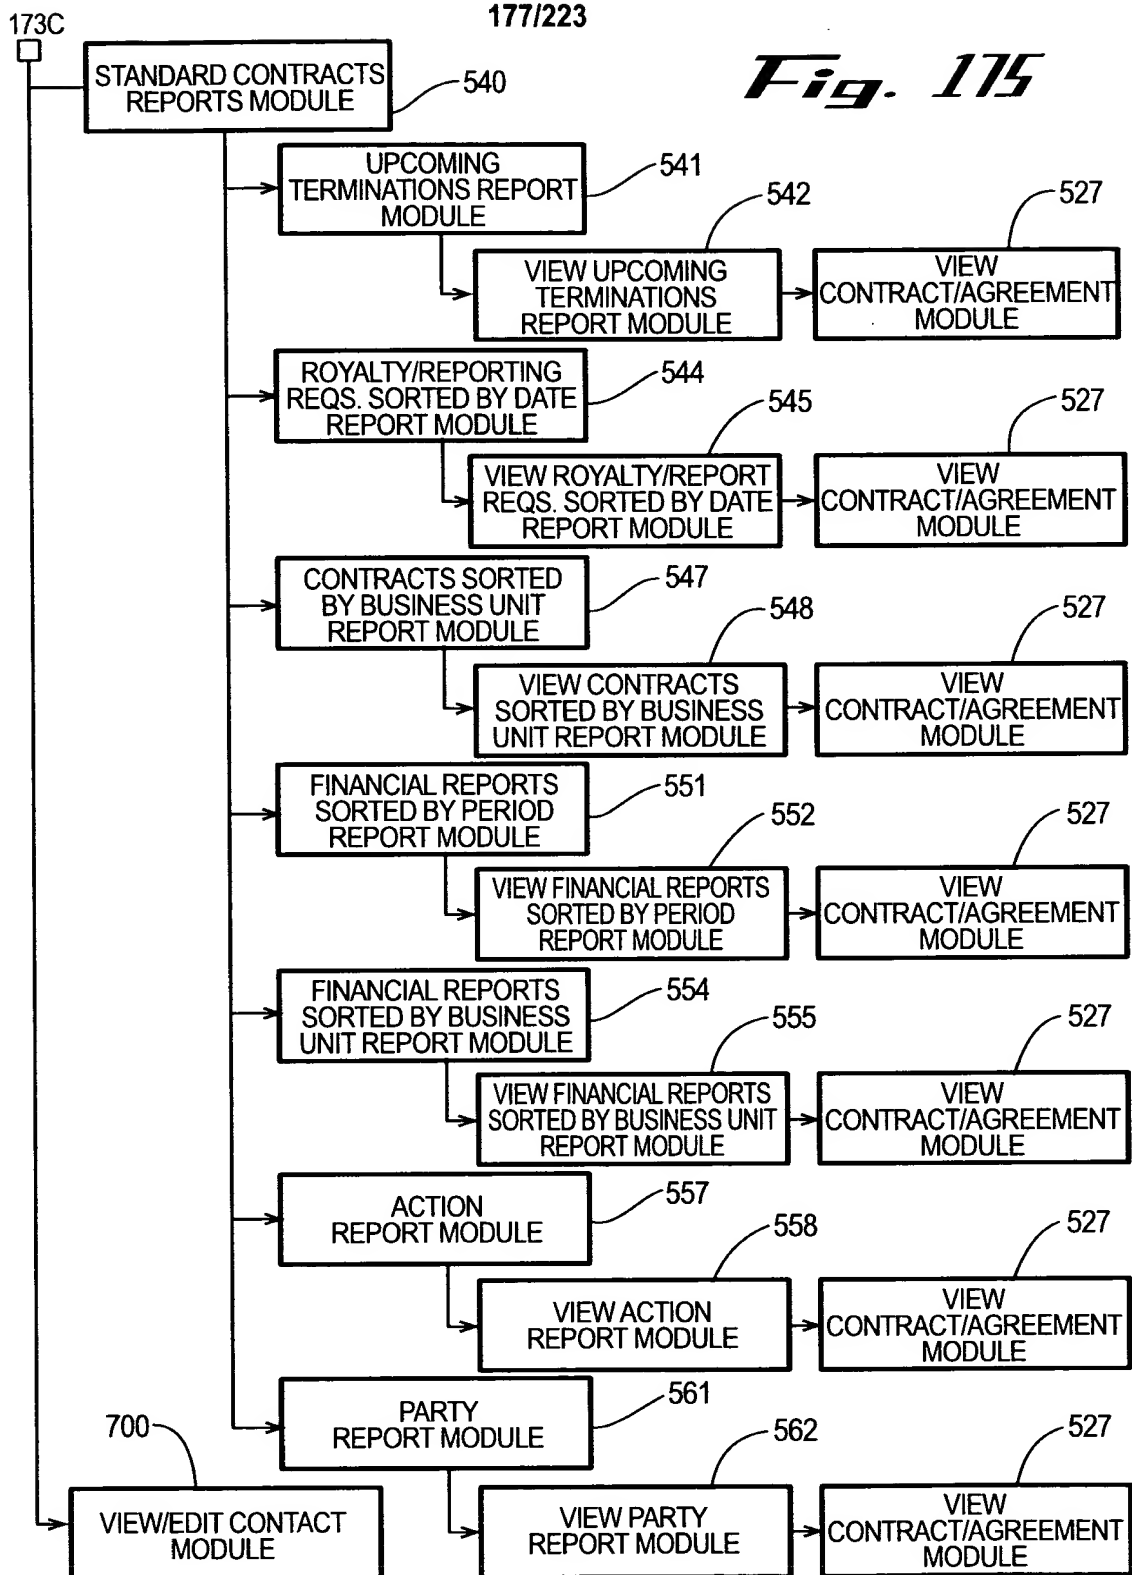 177/223
173C
Fig. 175
STANDARD CONTRACTS
REPORTS MODULE
540
UPCOMING
TERMINATIONS REPORT
MODULE
541
VIEW UPCOMING
TERMINATIONS
REPORT MODULE
542
VIEW
CONTRACT/AGREEMENT
MODULE
527
ROYALTY/REPORTING
REQS. SORTED BY DATE
REPORT MODULE
544
VIEW ROYALTY/REPORT
REQS. SORTED BY DATE
REPORT MODULE
545
VIEW
CONTRACT/AGREEMENT
MODULE
527
CONTRACTS SORTED
BY BUSINESS UNIT
REPORT MODULE
547
VIEW CONTRACTS
SORTED BY BUSINESS
UNIT REPORT MODULE
548
VIEW
CONTRACT/AGREEMENT
MODULE
527
FINANCIAL REPORTS
SORTED BY PERIOD
REPORT MODULE
551
VIEW FINANCIAL REPORTS
SORTED BY PERIOD
REPORT MODULE
552
VIEW
CONTRACT/AGREEMENT
MODULE
527
FINANCIAL REPORTS
SORTED BY BUSINESS
UNIT REPORT MODULE
554
VIEW FINANCIAL REPORTS
SORTED BY BUSINESS UNIT
REPORT MODULE
555
VIEW
CONTRACT/AGREEMENT
MODULE
527
ACTION
REPORT MODULE
557
VIEW ACTION
REPORT MODULE
558
VIEW
CONTRACT/AGREEMENT
MODULE
527
PARTY
REPORT MODULE
561
VIEW PARTY
REPORT MODULE
562
VIEW
CONTRACT/AGREEMENT
MODULE
527
700
VIEW/EDIT CONTACT
MODULE